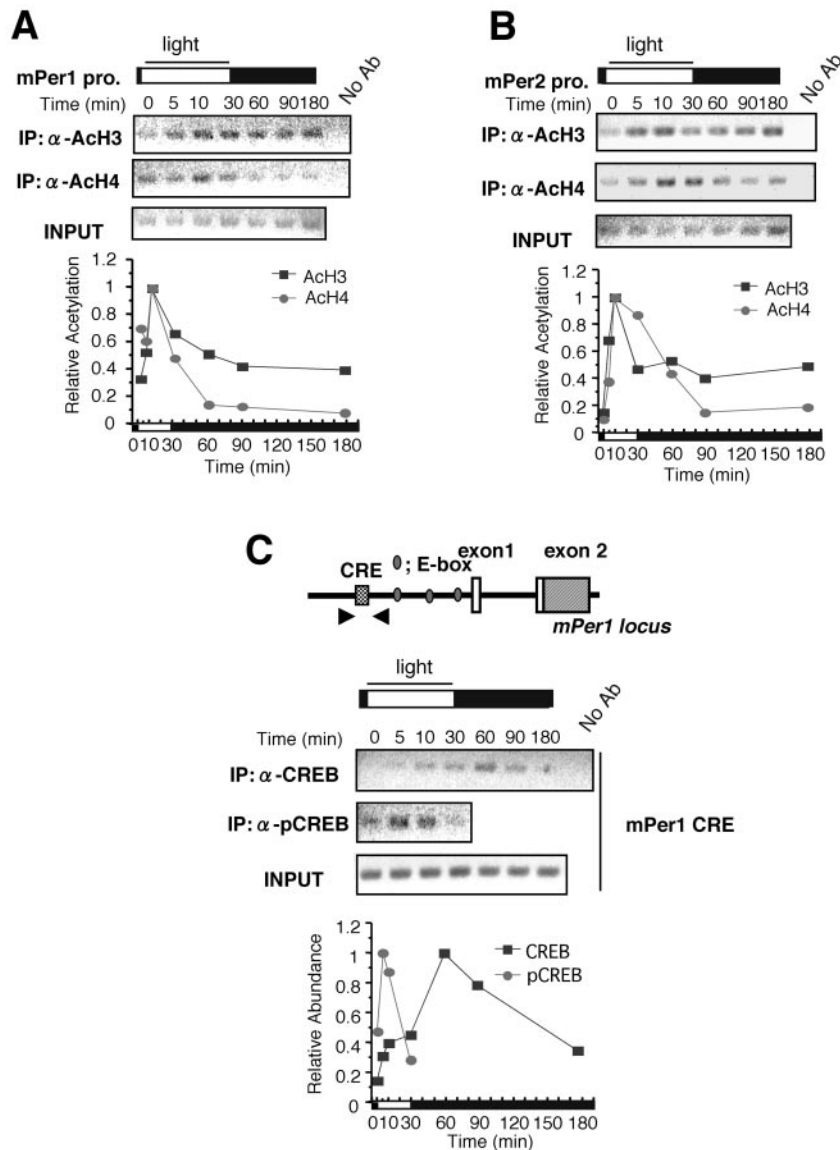 A
light
mPer1 pro.
No Ab
Time (min) 0 5 10 30 60 90 180
IP: α-AcH3
IP: α-AcH4
INPUT
1.2
1
0.8
0.6
0.4
0.2
0
Relative Acetylation
AcH3
AcH4
0 10 30 60 90 120 150 180
Time (min)
B
light
mPer2 pro.
No Ab
Time (min) 0 5 10 30 60 90 180
IP: α-AcH3
IP: α-AcH4
INPUT
1.2
1
0.8
0.6
0.4
0.2
0
Relative Acetylation
AcH3
AcH4
0 10 30 60 90 120 150 180
Time (min)
C
CRE
; E-box
exon1
exon 2
mPer1 locus
light
No Ab
Time (min) 0 5 10 30 60 90 180
IP: α-CREB
IP: α-pCREB
INPUT
mPer1 CRE
1.2
1
0.8
0.6
0.4
0.2
0
Relative Abundance
CREB
pCREB
0 10 30 60 90 120 150 180
Time (min)